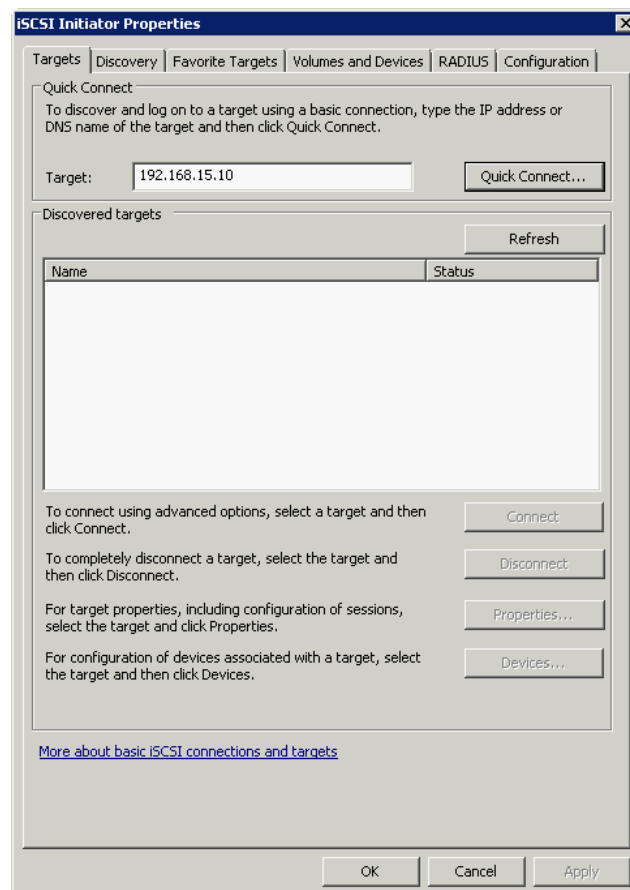 iSCSI Initiator Properties
Targets Discovery Favorite Targets Volumes and Devices RADIUS Configuration
Quick Connect
To discover and log on to a target using a basic connection, type the IP address or
DNS name of the target and then click Quick Connect.
Target: 192.168.15.10 Quick Connect...
Discovered targets
Refresh
Name Status
To connect using advanced options, select a target and then
click Connect.
Connect
To completely disconnect a target, select the target and
then click Disconnect.
Disconnect
For target properties, including configuration of sessions,
select the target and click Properties.
Properties...
For configuration of devices associated with a target, select
the target and then click Devices.
Devices...
More about basic iSCSI connections and targets
OK Cancel Apply